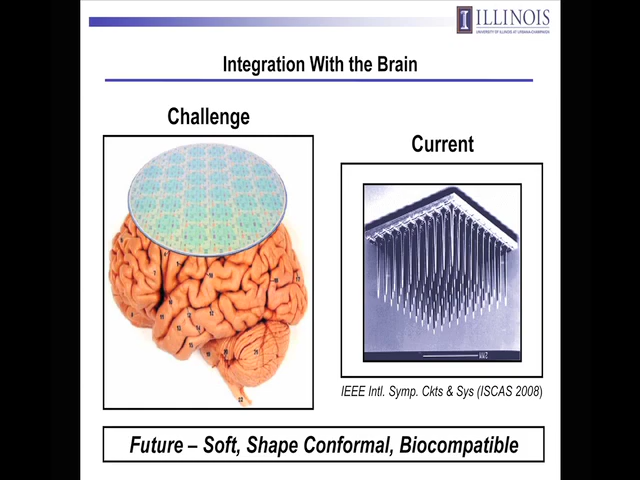 ILLINOIS
UNIVERSITY OF ILLINOIS AT URBANA-CHAMPAIGN
Integration With the Brain
Challenge
Current
IEEE Intl. Symp. Ckts & Sys (ISCAS 2008)
Future – Soft, Shape Conformal, Biocompatible